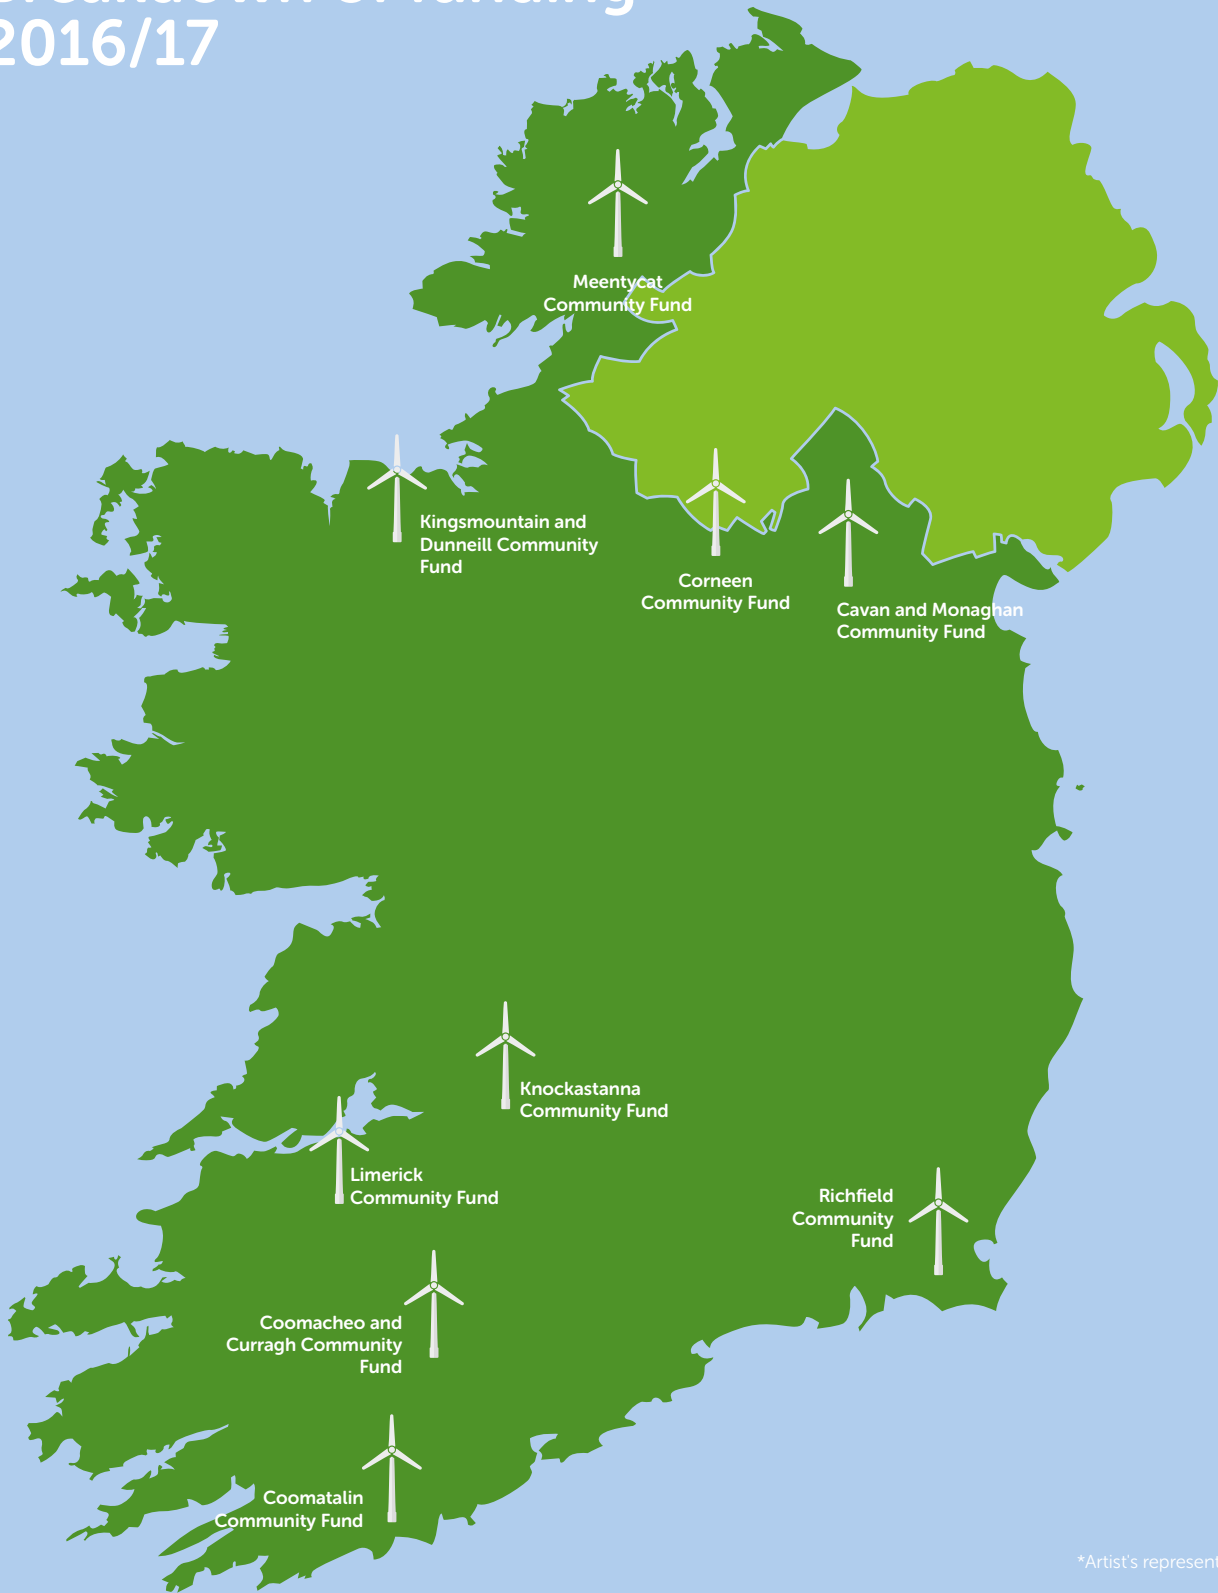 2016/17
Meentycat
Community Fund
Kingsmountain and
Dunneill Community
Fund
Corneen
Community Fund
Cavan and Monaghan
Community Fund
Knockastanna
Community Fund
Limerick
Community Fund
Richfield
Community
Fund
Coomacheo and
Curragh Community
Fund
Coomatalin
Community Fund
*Artist's